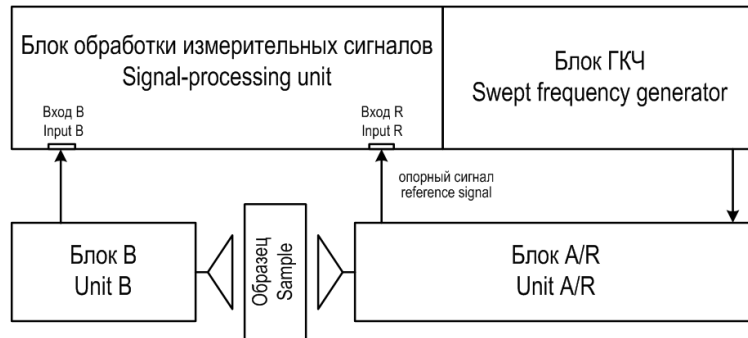 Блок обработки измерительных сигналов
Signal-processing unit
Блок ГКЧ
Swept frequency generator
Вход B
Input B
Вход R
Input R
опорный сигнал
reference signal
Блок B
Unit B
Образец
Sample
Блок A/R
Unit A/R